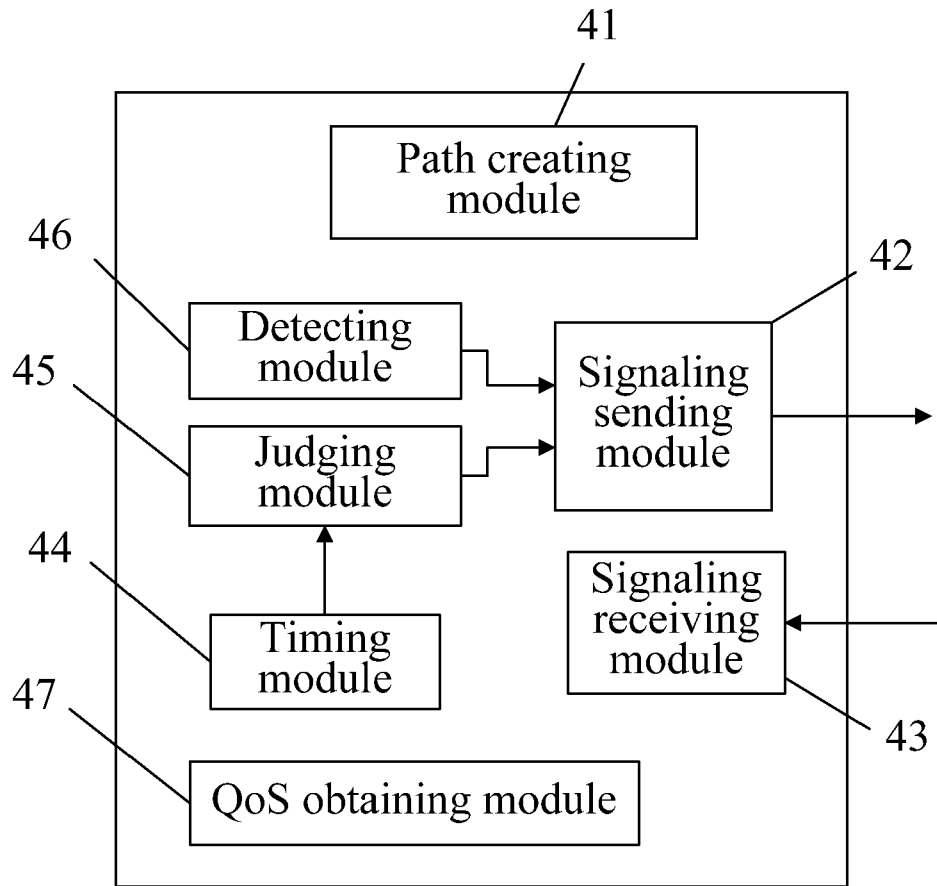 41
Path creating
module
46
42
Detecting
module
Signaling
sending
module
45
Judging
module
44
Signaling
receiving
module
Timing
module
47
43
QoS obtaining module